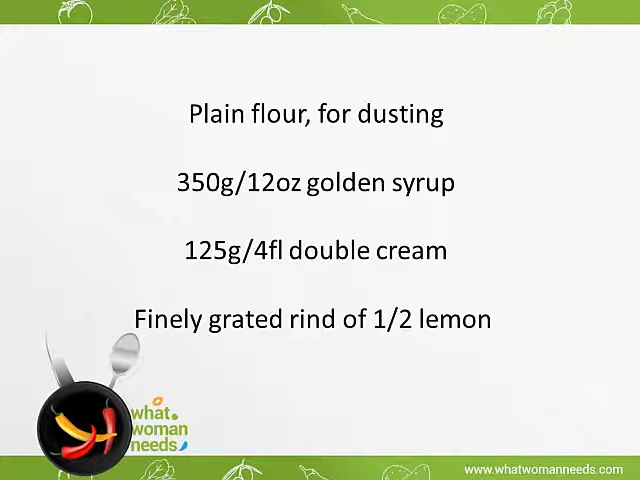 Plain flour, for dusting
350g/12oz golden syrup
125g/4fl double cream
Finely grated rind of 1/2 lemon
what
woman
needs
www.whatwomanneeds.com